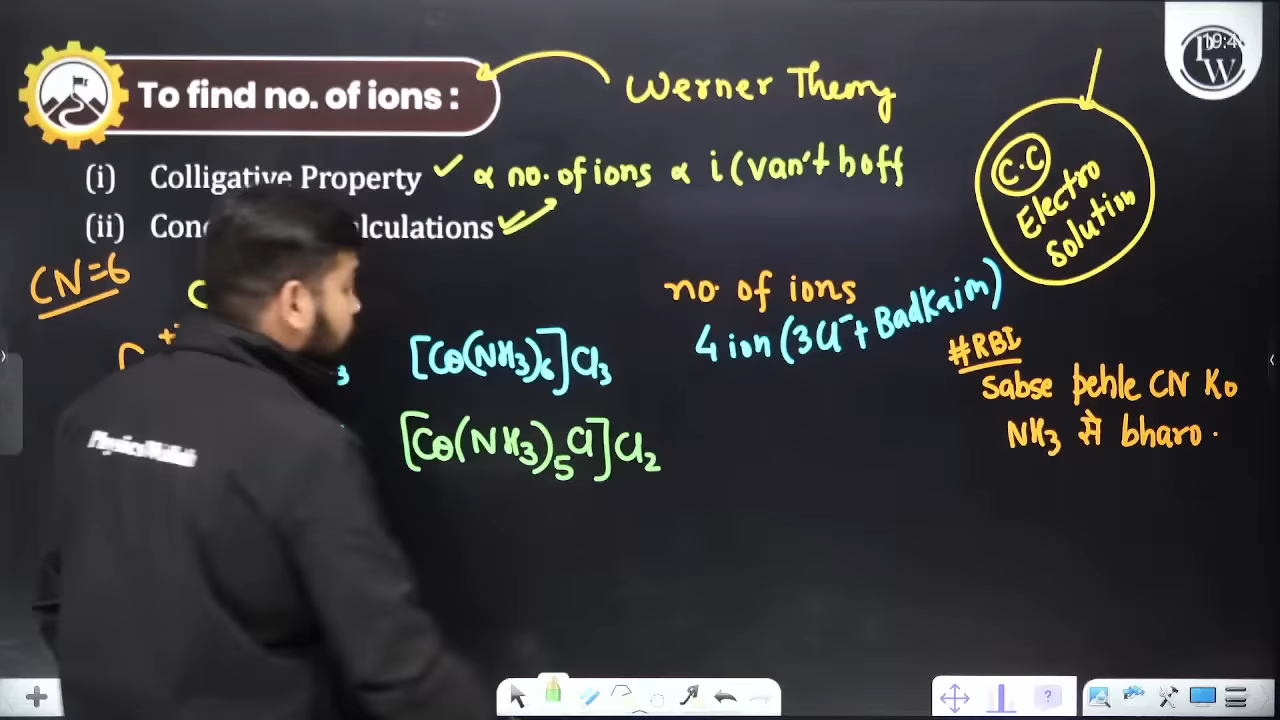 To find no. of ions :
Werner Theory
(i) Colligative Property ✓ ∝ no. of ions ∝ i (van't hoff
(ii) lculations
C.C
Electro
solution
CN=6
no. of ions
[Co(NH₃)₆]Cl₃
4 ion (3Cl⁻ + BadKaim)
#RBI
Sabse pehle CN Ko
NH₃ से bharo.
[Co(NH₃)₅Cl]Cl₂